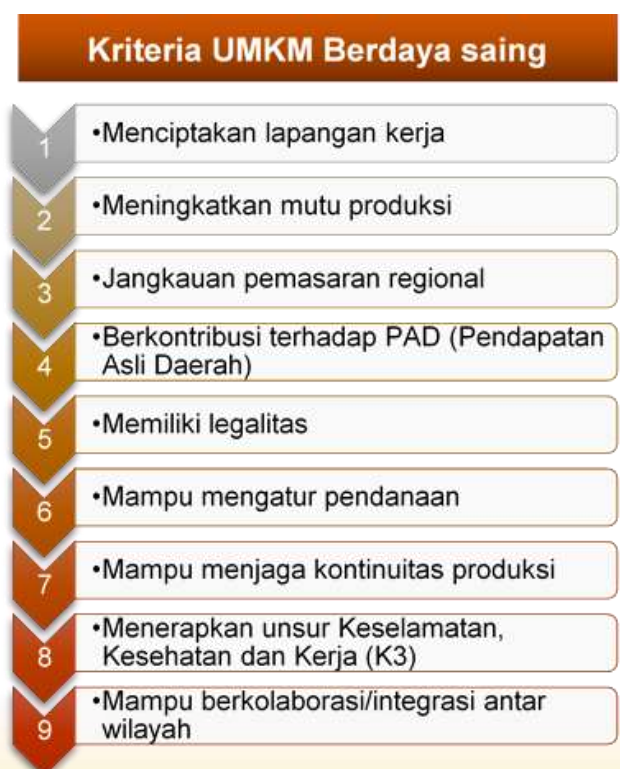 Kriteria UMKM Berdaya saing
1
•Menciptakan lapangan kerja
2
•Meningkatkan mutu produksi
3
•Jangkauan pemasaran regional
4
•Berkontribusi terhadap PAD (Pendapatan
Asli Daerah)
5
•Memiliki legalitas
6
•Mampu mengatur pendanaan
7
•Mampu menjaga kontinuitas produksi
8
•Menerapkan unsur Keselamatan,
Kesehatan dan Kerja (K3)
9
•Mampu berkolaborasi/integrasi antar
wilayah